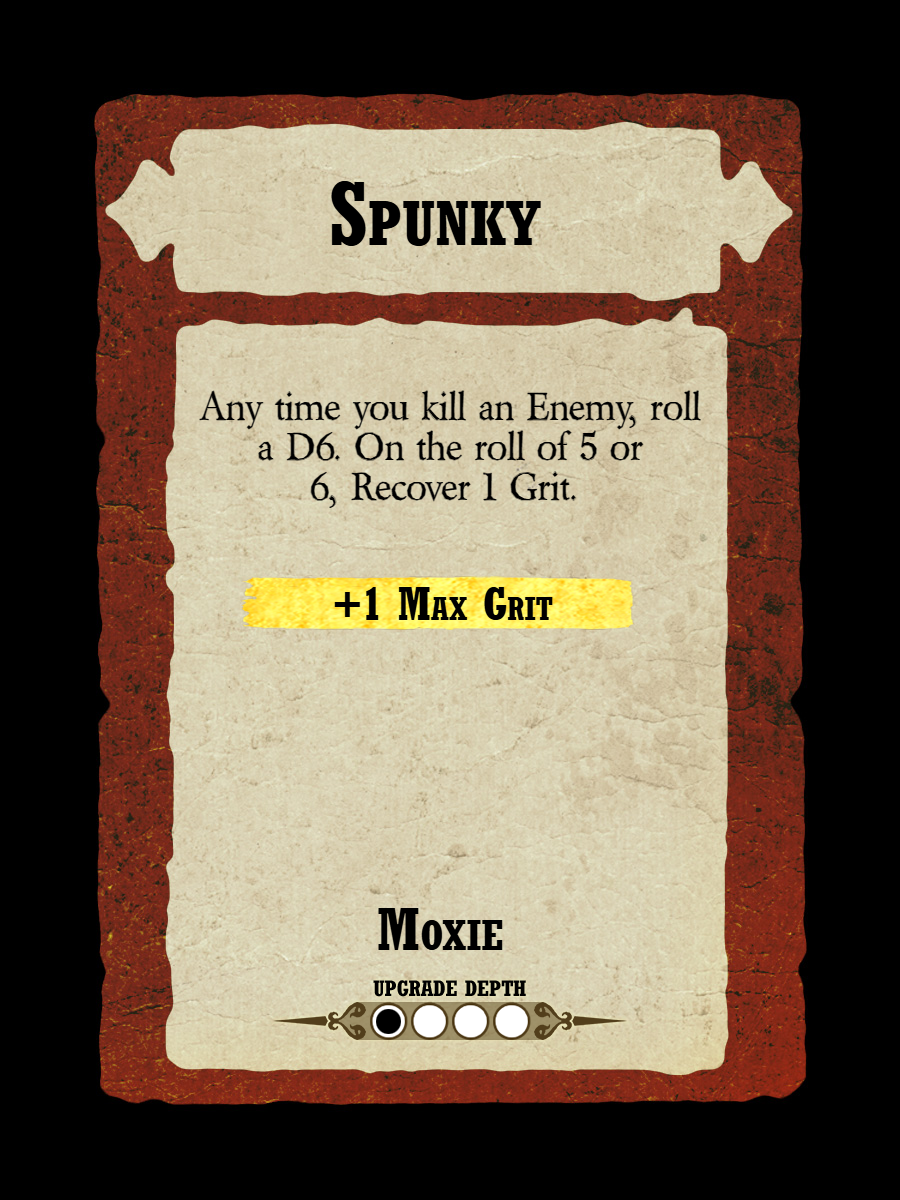 Spunky
Any time you kill an Enemy, roll
a D6. On the roll of 5 or
6, Recover 1 Grit.
+1 Max Grit
Moxie
UPGRADE DEPTH